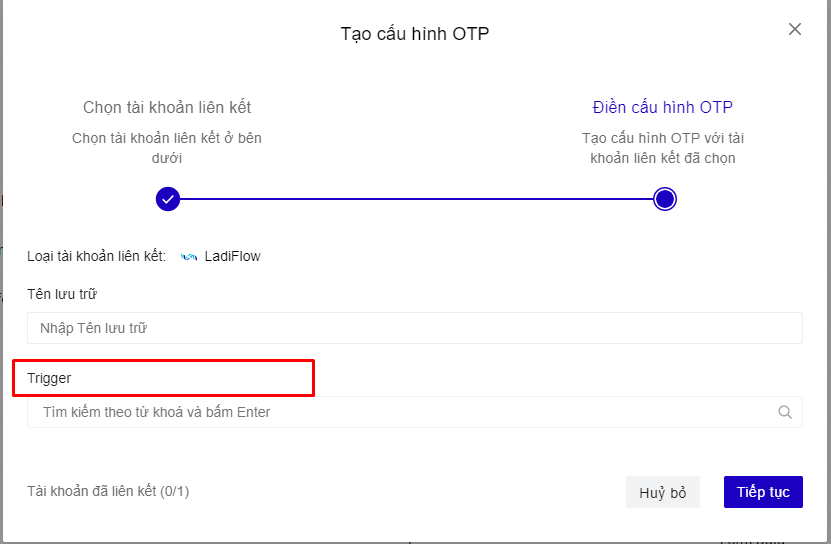 Tạo cấu hình OTP
Chọn tài khoản liên kết
Chọn tài khoản liên kết ở bên
dưới
Điền cấu hình OTP
Tạo cấu hình OTP với tài
khoản liên kết đã chọn
Loại tài khoản liên kết: LadiFlow
Tên lưu trữ
Nhập Tên lưu trữ
Trigger
Tìm kiếm theo từ khoá và bấm Enter
Tài khoản đã liên kết (0/1)
Huỷ bỏ
Tiếp tục